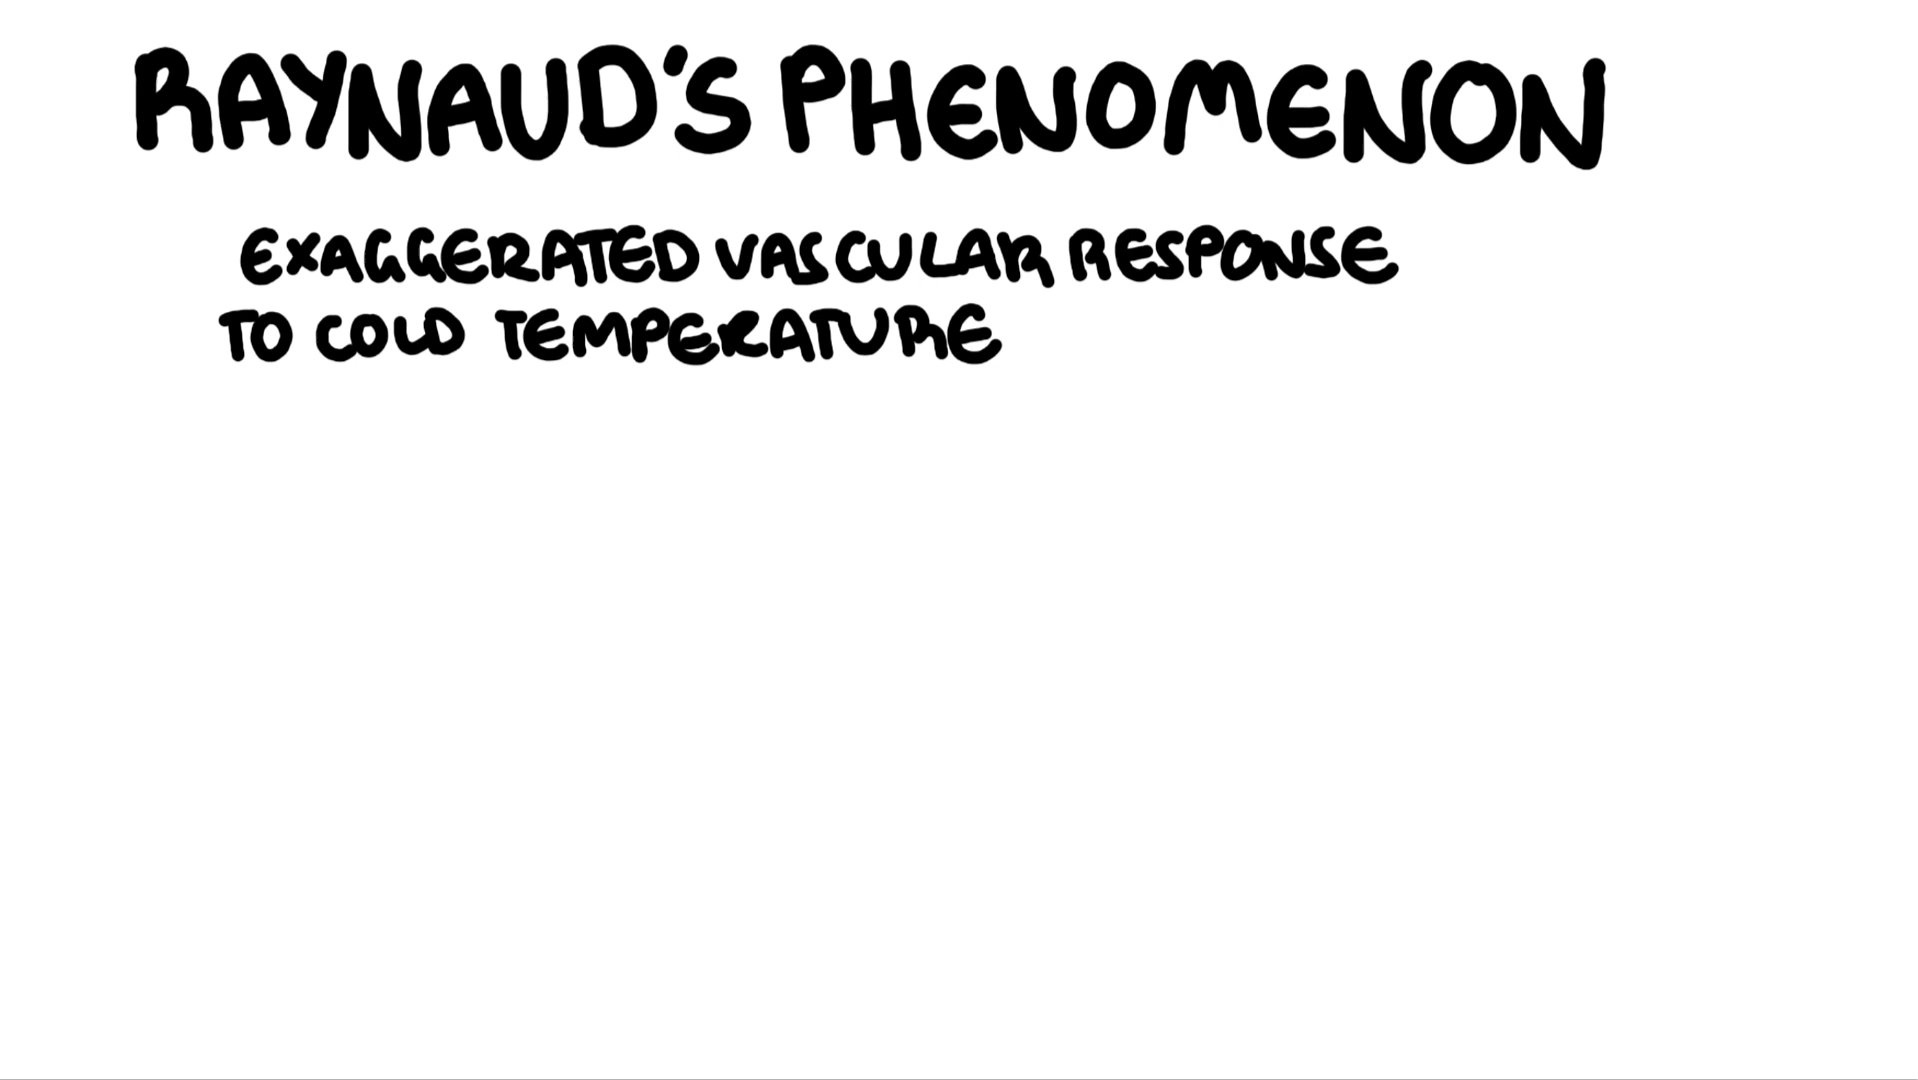 RAYNAUD'S PHENOMENON
EXAGGERATED VASCULAR RESPONSE
TO COLD TEMPERATURE